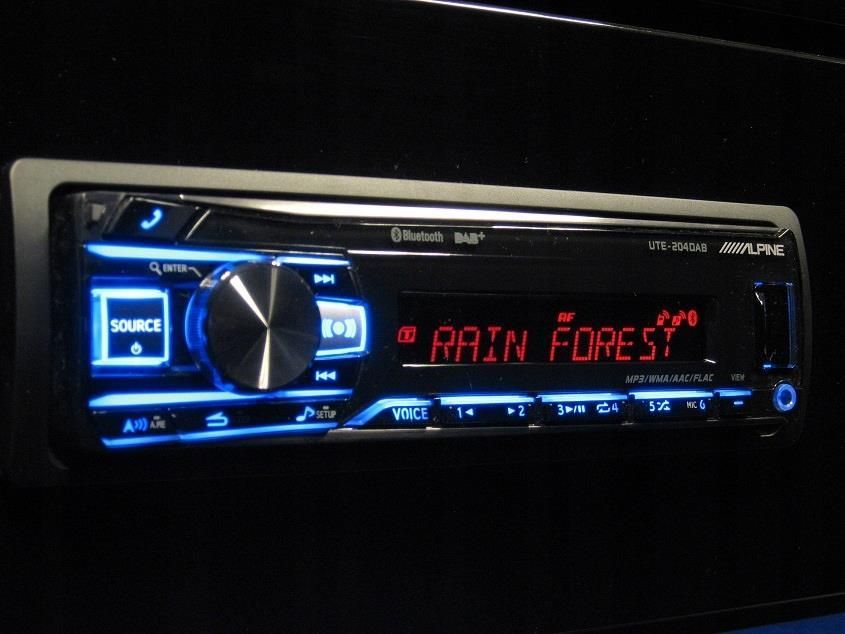 Bluetooth DAB+
UTE-204DAB ALPINE
ENTER
SOURCE
AF
RAIN FOREST
MP3/WMA/AAC/FLAC VIEW
A.ME SETUP VOICE 1 2 3 4 5 MIC 6